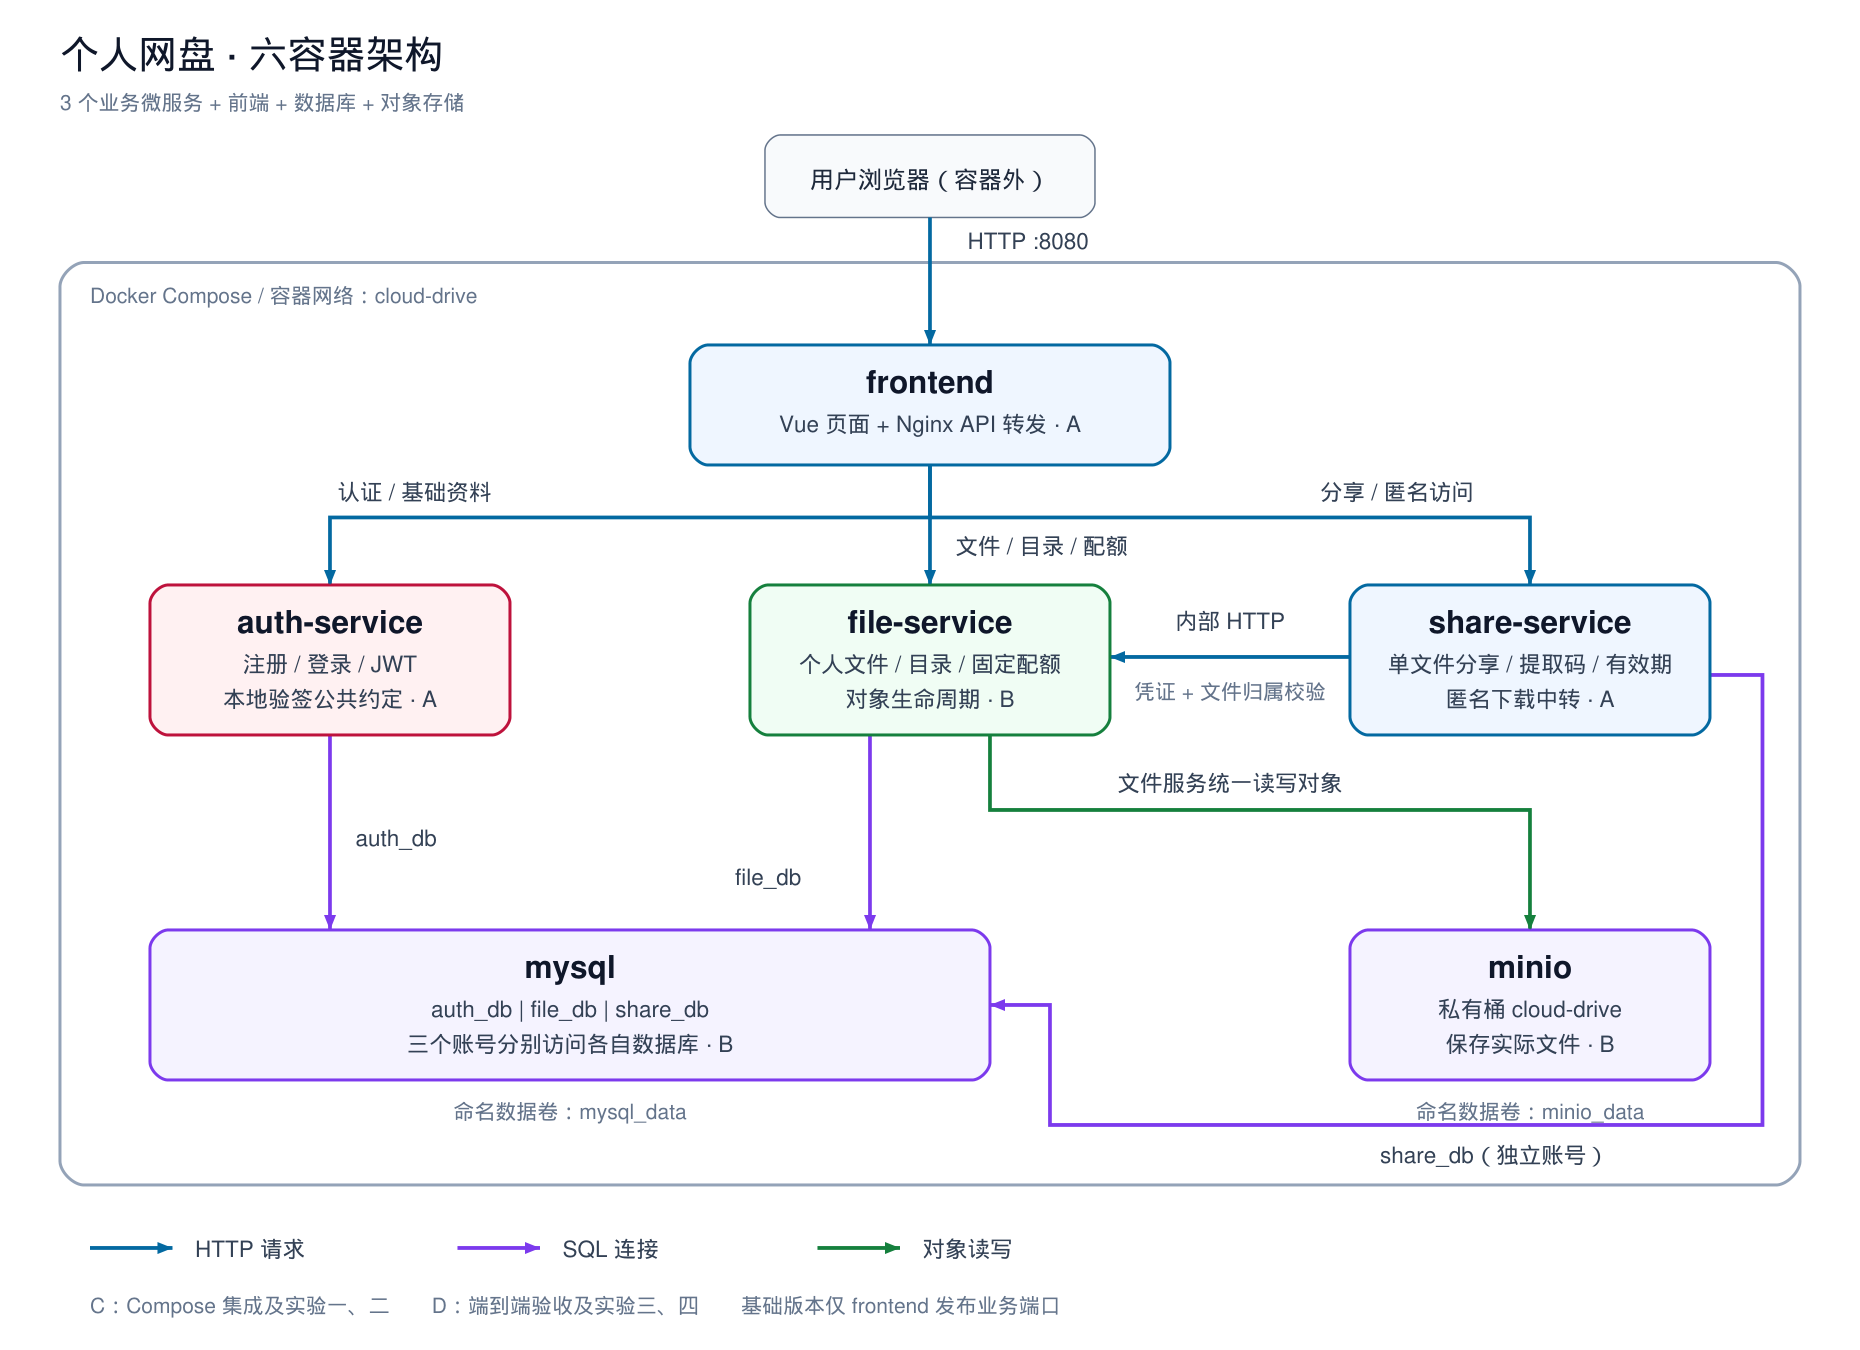 个人网盘 · 六容器架构
3 个业务微服务 + 前端 + 数据库 + 对象存储
用户浏览器（容器外）
HTTP :8080
Docker Compose / 容器网络：cloud-drive
frontend
Vue 页面 + Nginx API 转发 · A
认证 / 基础资料
分享 / 匿名访问
文件 / 目录 / 配额
auth-service
注册 / 登录 / JWT
本地验签公共约定 · A
file-service
个人文件 / 目录 / 固定配额
对象生命周期 · B
内部 HTTP
凭证 + 文件归属校验
share-service
单文件分享 / 提取码 / 有效期
匿名下载中转 · A
文件服务统一读写对象
auth_db
file_db
mysql
auth_db | file_db | share_db
三个账号分别访问各自数据库 · B
minio
私有桶 cloud-drive
保存实际文件 · B
命名数据卷：mysql_data
命名数据卷：minio_data
share_db（独立账号）
HTTP 请求
SQL 连接
对象读写
C：Compose 集成及实验一、二
D：端到端验收及实验三、四
基础版本仅 frontend 发布业务端口